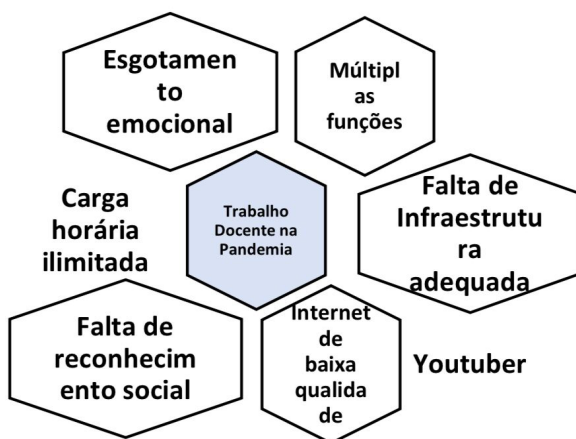 Esgotamen
to
emocional
Múltipl
as
funções
Carga
horária
ilimitada
Trabalho
Docente na
Pandemia
Falta de
Infraestrutu
ra
adequada
Falta de
reconhecim
ento social
Internet
de
baixa
qualida
de
Youtuber